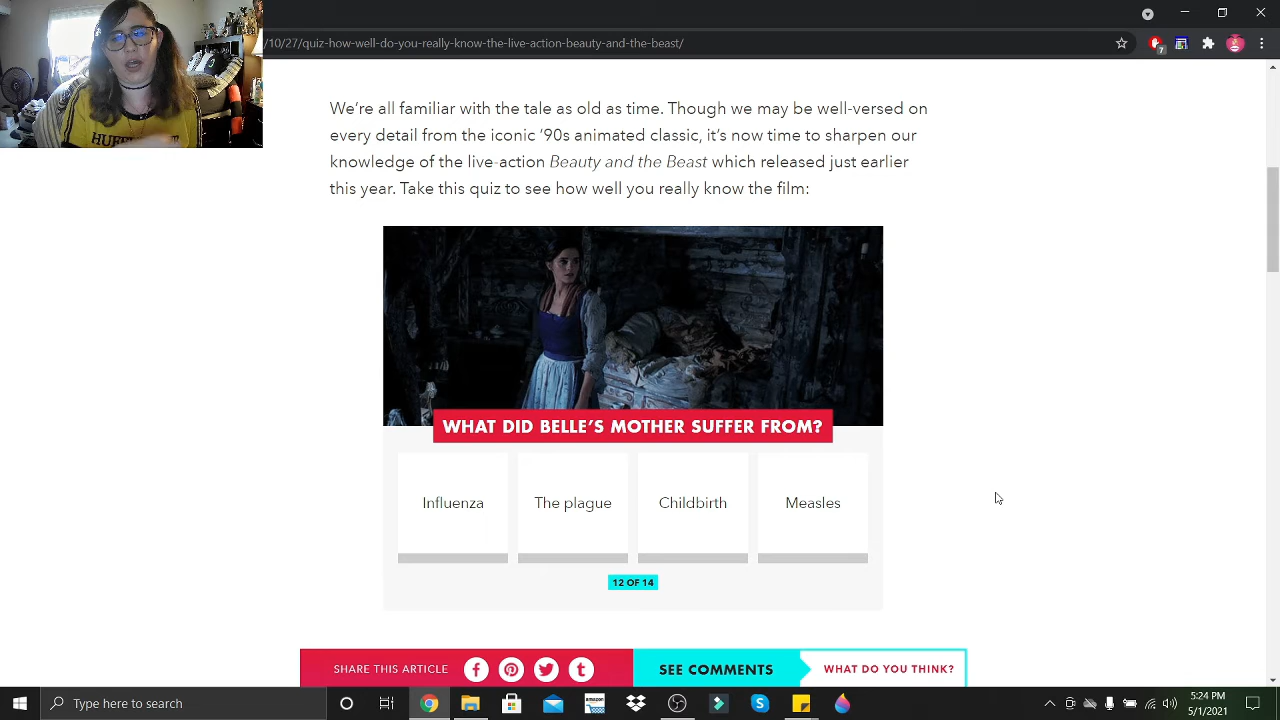 /10/27/quiz-how-well-do-you-really-know-the-live-action-beauty-and-the-beast/
7
We're all familiar with the tale as old as time. Though we may be well-versed on
every detail from the iconic '90s animated classic, it's now time to sharpen our
knowledge of the live-action Beauty and the Beast which released just earlier
this year. Take this quiz to see how well you really know the film:
WHAT DID BELLE'S MOTHER SUFFER FROM?
Influenza
The plague
Childbirth
Measles
12 OF 14
SHARE THIS ARTICLE
SEE COMMENTS
WHAT DO YOU THINK?
Type here to search
amazon
5:24 PM
5/1/2021